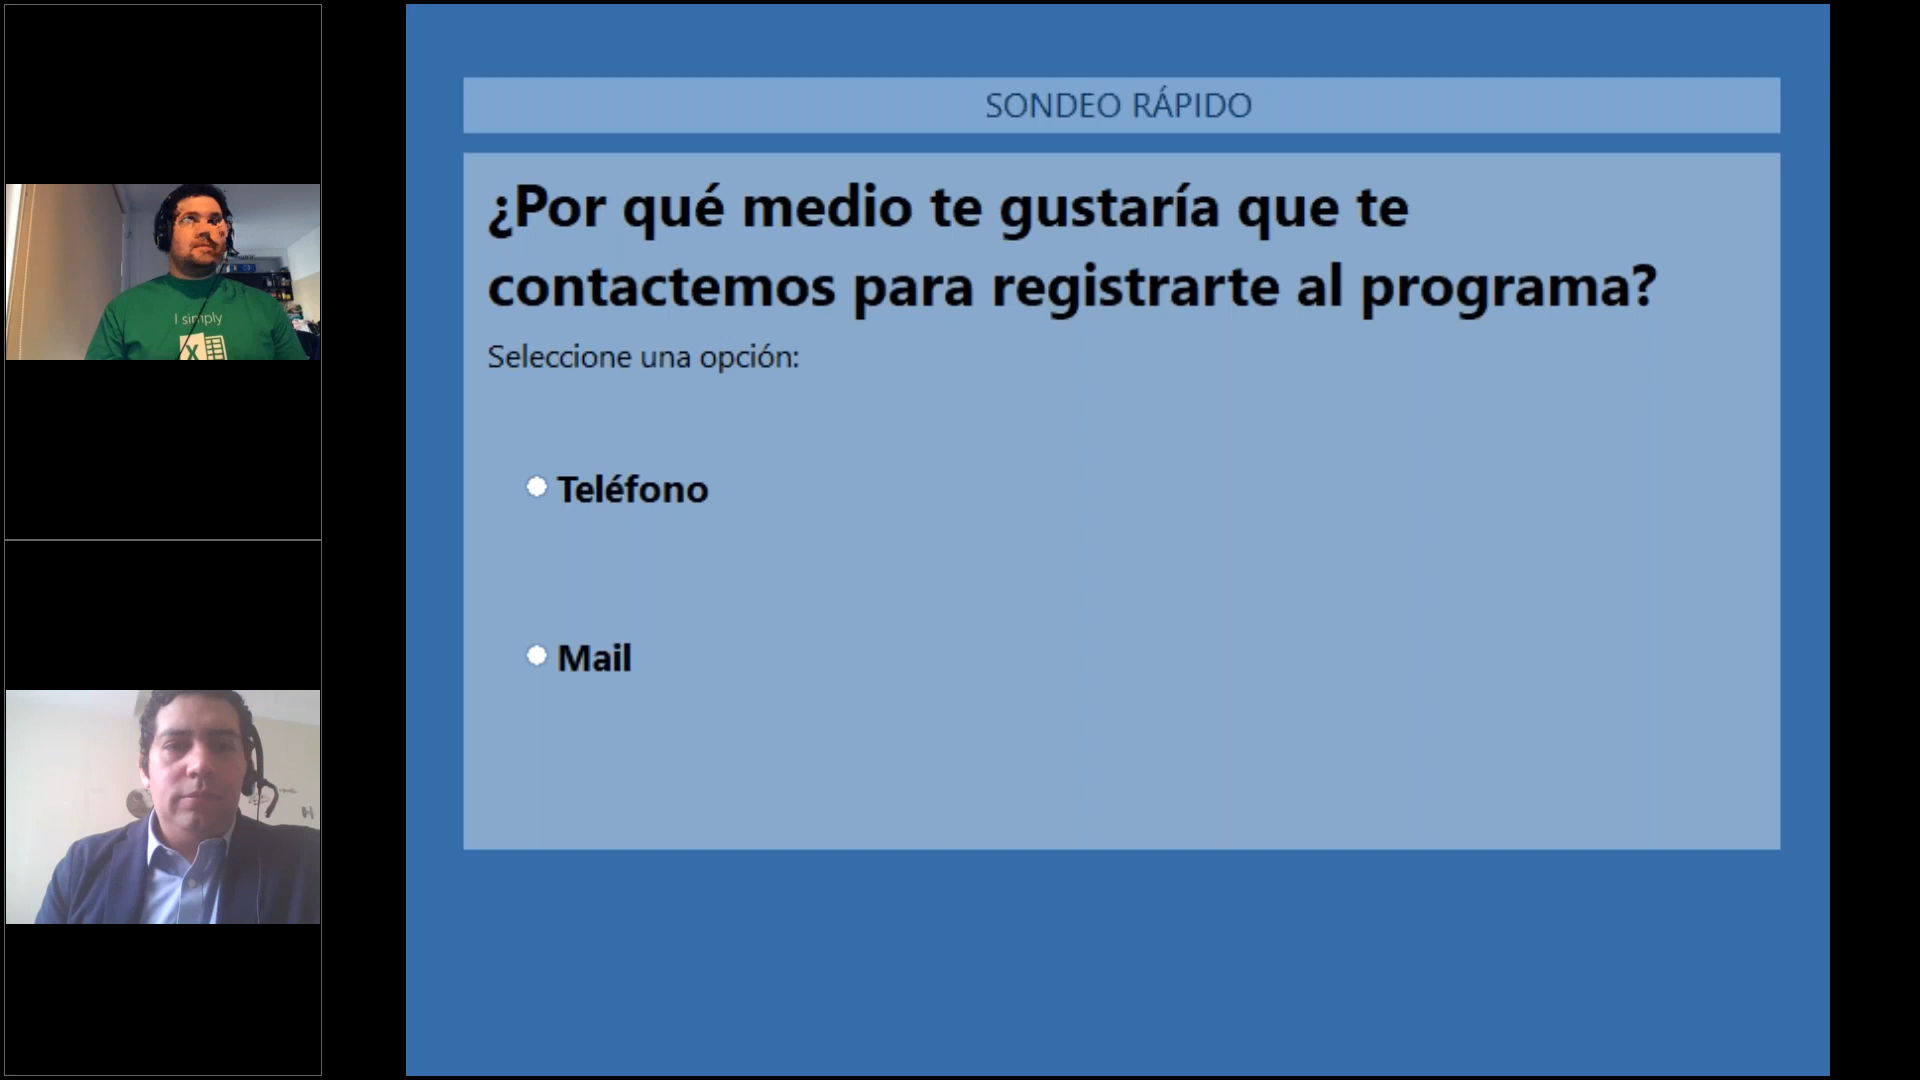 SONDEO RÁPIDO
¿Por qué medio te gustaría que te
contactemos para registrarte al programa?
Seleccione una opción:
Teléfono
Mail
I simply
X